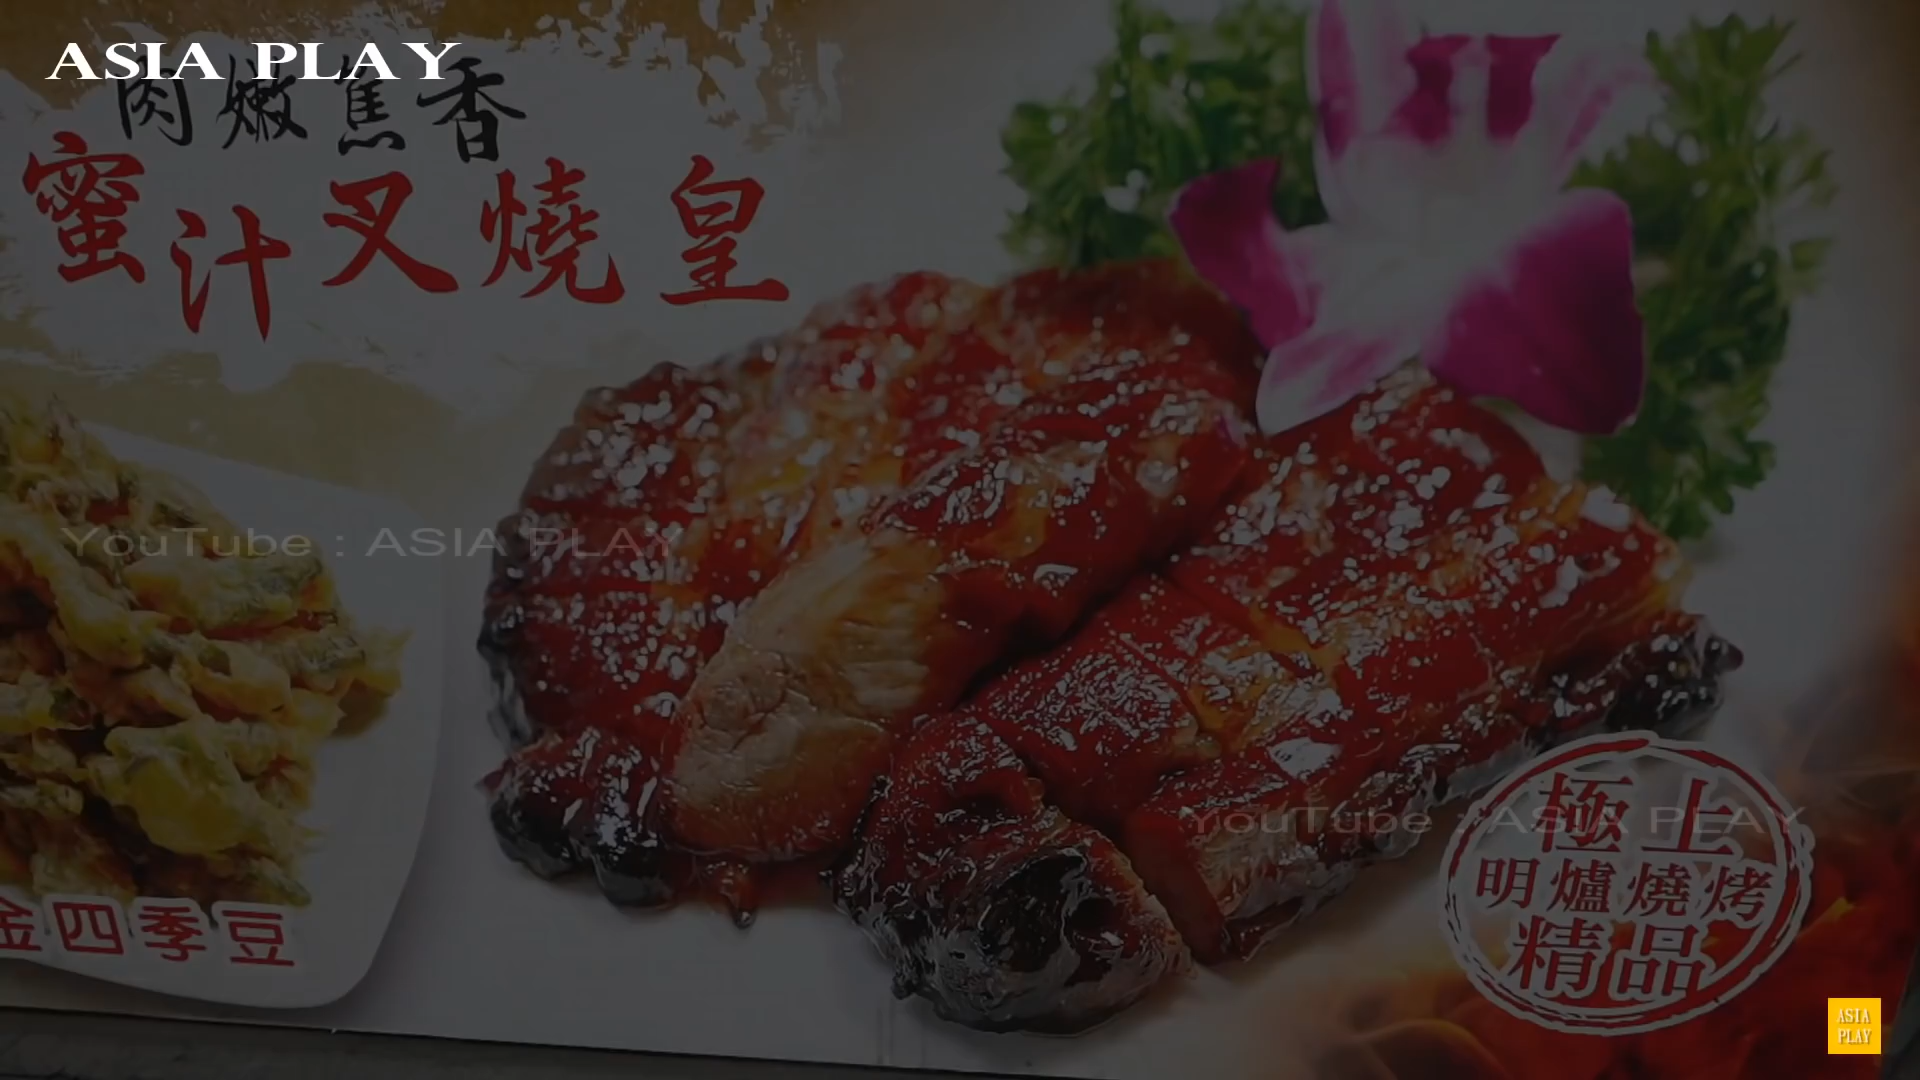 ASIA PLAY
肉嫩焦香
蜜汁叉燒皇
YouTube : ASIA PLAY
YouTube : ASIA PLAY
極上
明爐燒烤
精品
金四季豆
ASIA
PLAY